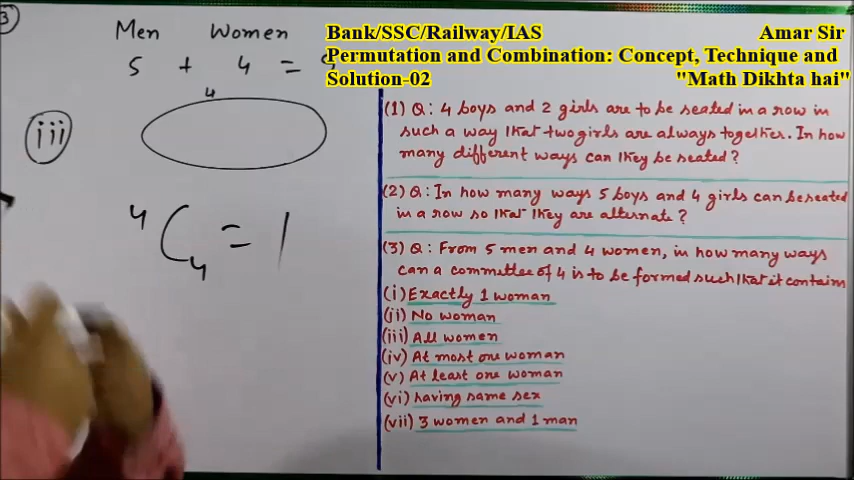 3
Men Women
5 + 4 = 9
4
iii
4C4 = 1
Bank/SSC/Railway/IAS Amar Sir
Permutation and Combination: Concept, Technique and
Solution-02 "Math Dikhta hai"
(1) Q: 4 boys and 2 girls are to be seated in a row in
such a way that two girls are always together. In how
many different ways can they be seated?
(2) Q: In how many ways 5 boys and 4 girls can be seated
in a row so that they are alternate?
(3) Q: From 5 men and 4 women, in how many ways
can a committee of 4 is to be formed such that it contains
(i) Exactly 1 woman
(ii) No woman
(iii) All women
(iv) At most one woman
(v) At least one woman
(vi) having same sex
(vii) 3 women and 1 man